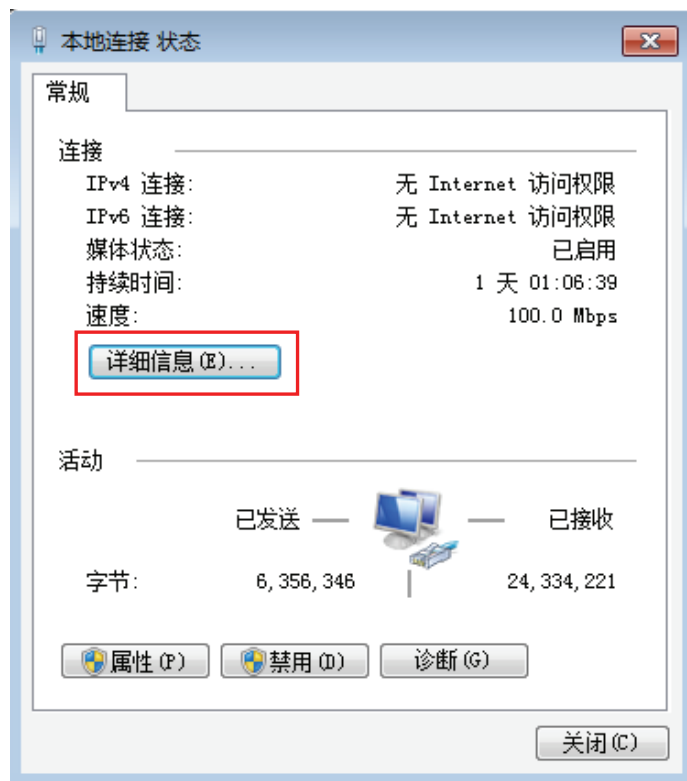 本地连接 状态
常规
连接
IPv4 连接: 无 Internet 访问权限
IPv6 连接: 无 Internet 访问权限
媒体状态: 已启用
持续时间: 1 天 01:06:39
速度: 100.0 Mbps
详细信息(E)...
活动
已发送 已接收
字节: 6,356,346 24,334,221
属性(P) 禁用(D) 诊断(G)
关闭(C)